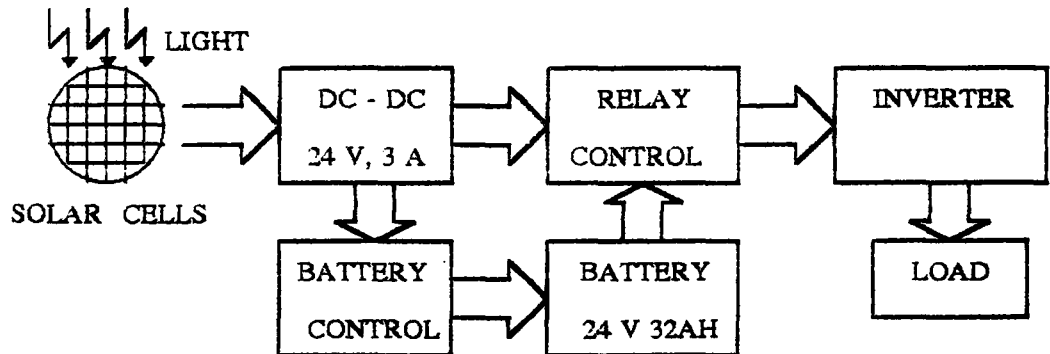 LIGHT
SOLAR CELLS
DC - DC
24 V, 3 A
RELAY
CONTROL
INVERTER
BATTERY
CONTROL
BATTERY
24 V 32AH
LOAD